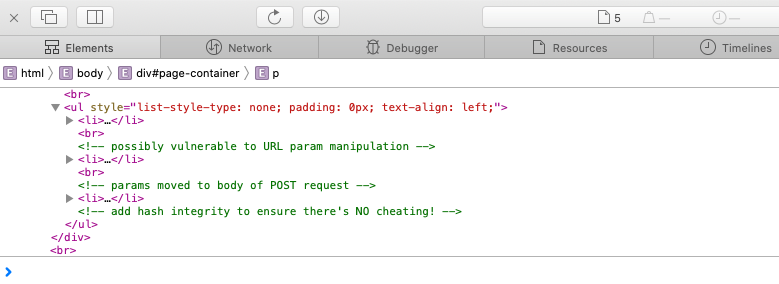 × 5 — —
Elements Network Debugger Resources Timelines
E html E body E div#page-container E p
<br>
<ul style="list-style-type: none; padding: 0px; text-align: left;">
<li>…</li>
<br>
<!-- possibly vulnerable to URL param manipulation -->
<li>…</li>
<br>
<!-- params moved to body of POST request -->
<li>…</li>
<!-- add hash integrity to ensure there's NO cheating! -->
</ul>
</div>
<br>